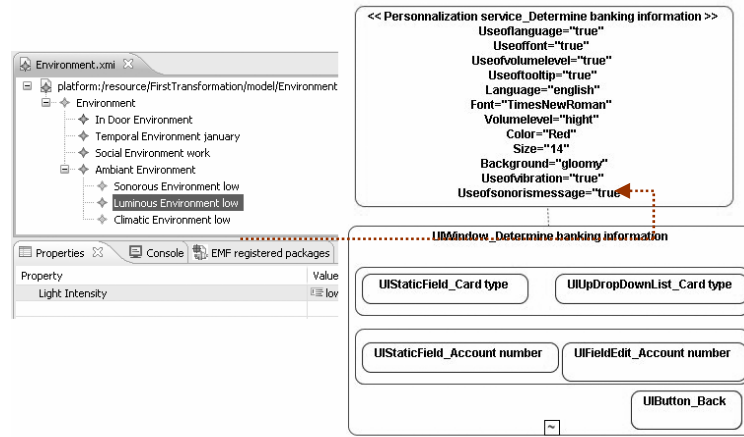 Environment.xmi
platform:/resource/FirstTransformation/model/Environment
Environment
In Door Environment
Temporal Environment january
Social Environment work
Ambiant Environment
Sonorous Environment low
Luminous Environment low
Climatic Environment low
Properties Console EMF registered packages
Property Value
Light Intensity low
<< Personnalization service_Determine banking information >>
Useoflanguage="true"
Useoffont="true"
Useofvolumelevel="true"
Useoftooltip="true"
Language="english"
Font="TimesNewRoman"
Volumelevel="hight"
Color="Red"
Size="14"
Background="gloomy"
Useofvibration="true"
Useofsonorismessage="true
UIWindow_Determine banking information
UIStaticField_Card type UIUpDropDownList_Card type
UIStaticField_Account number UIFieldEdit_Account number
UIButton_Back
~